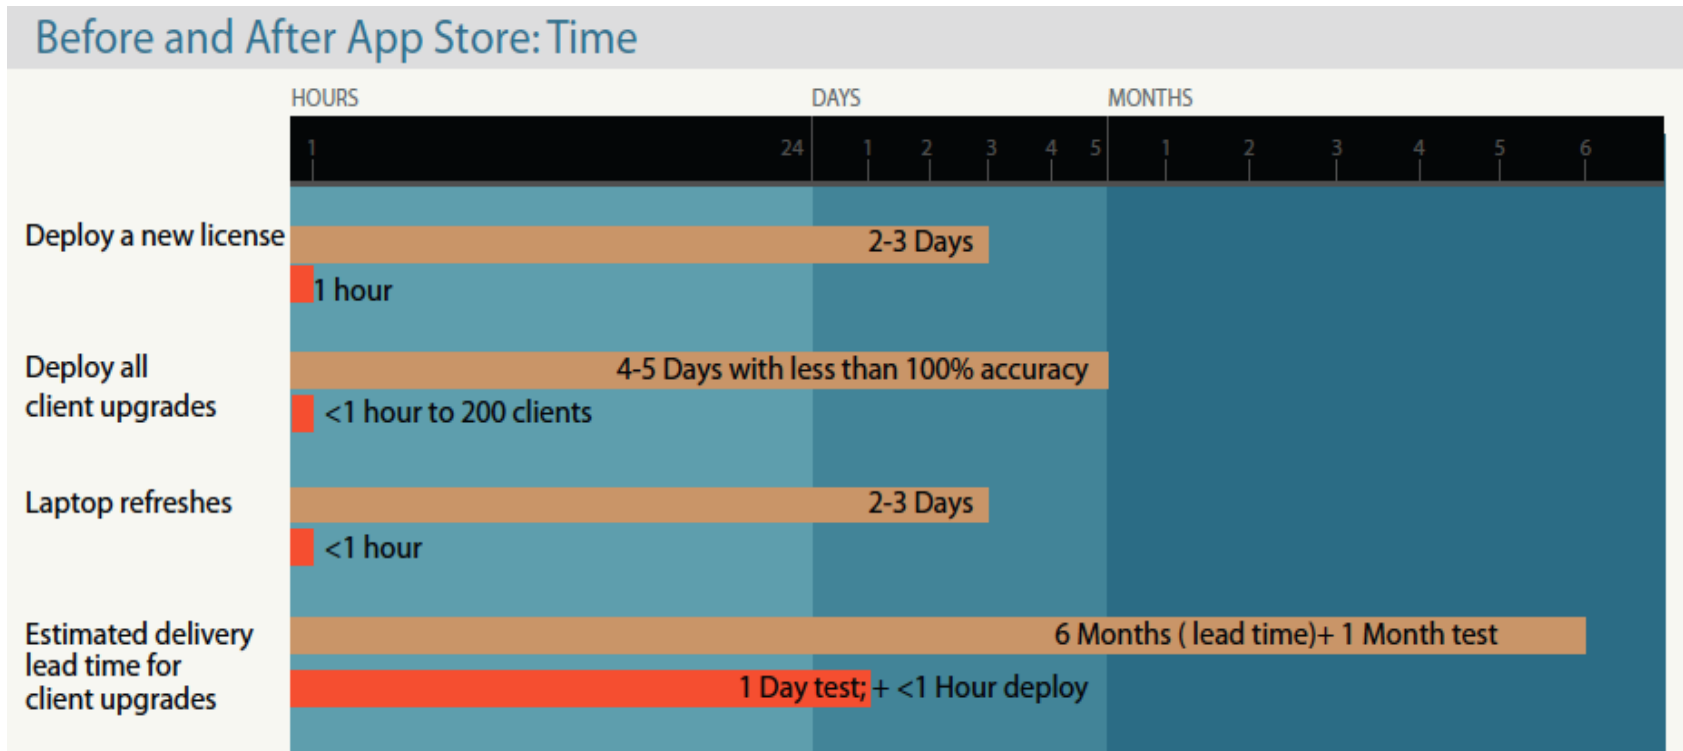 Before and After App Store: Time
HOURS DAYS MONTHS
1 24 1 2 3 4 5 1 2 3 4 5 6
Deploy a new license
2-3 Days
1 hour
Deploy all
client upgrades
4-5 Days with less than 100% accuracy
<1 hour to 200 clients
Laptop refreshes
2-3 Days
<1 hour
Estimated delivery
lead time for
client upgrades
6 Months ( lead time)+ 1 Month test
1 Day test; + <1 Hour deploy